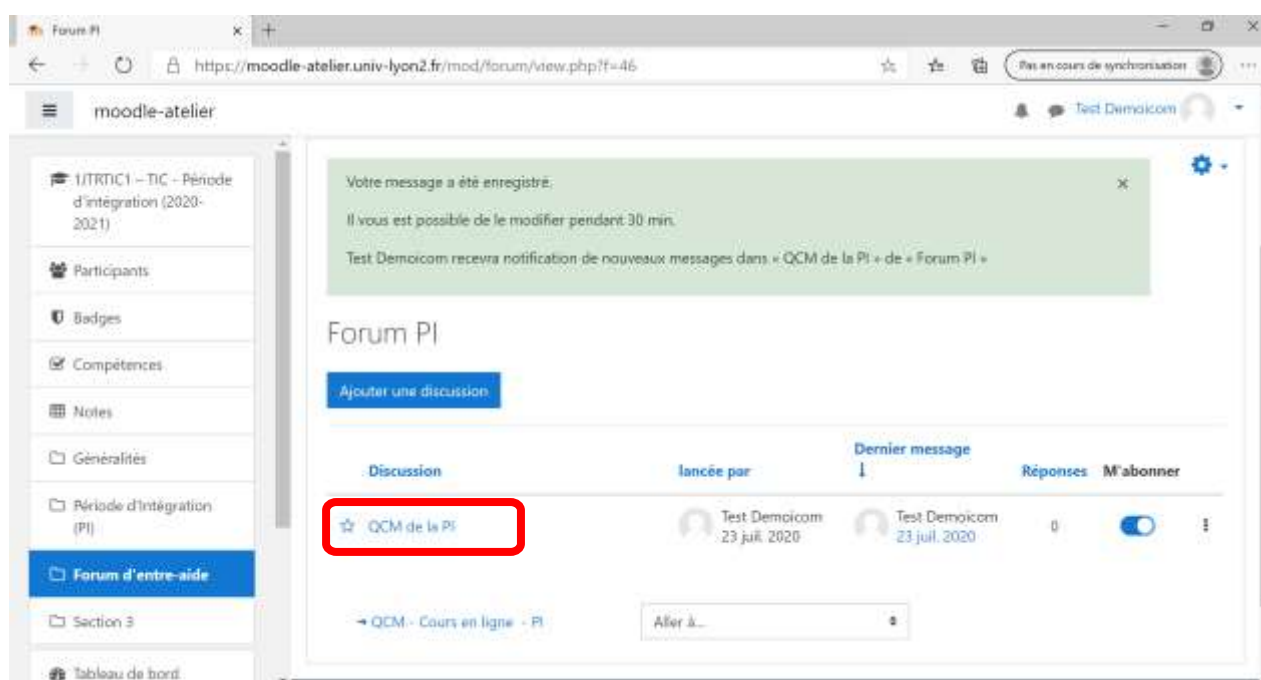 Forum PI
https://moodle-atelier.univ-lyon2.fr/mod/forum/view.php?f=46
Pas en cours de synchronisation
moodle-atelier
Test Demoicom
1JTRTIC1 – TIC - Période
d'intégration (2020-
2021)
Participants
Badges
Compétences
Notes
Généralités
Période d'Intégration
(PI)
Forum d'entre-aide
Section 3
Tableau de bord
Votre message a été enregistré.
Il vous est possible de le modifier pendant 30 min.
Test Demoicom recevra notification de nouveaux messages dans « QCM de la PI » de « Forum PI »
Forum PI
Ajouter une discussion
Discussion lancée par Dernier message ↓ Réponses M'abonner
QCM de la PI Test Demoicom Test Demoicom 0
23 juil. 2020 23 juil. 2020
→ QCM - Cours en ligne - PI Aller à...